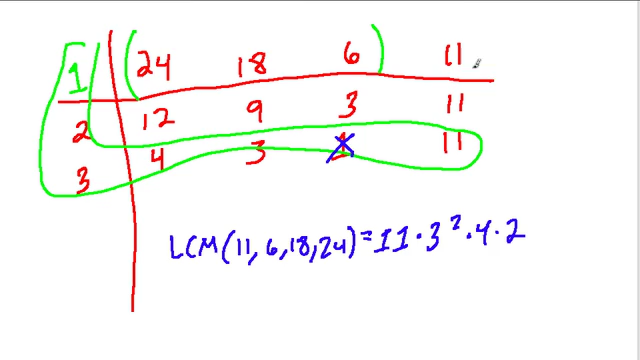 1 (24 18 6) 11
2 12 9 3 11
3 4 3 1 11
LCM(11, 6, 18, 24) = 11 · 3² · 4 · 2